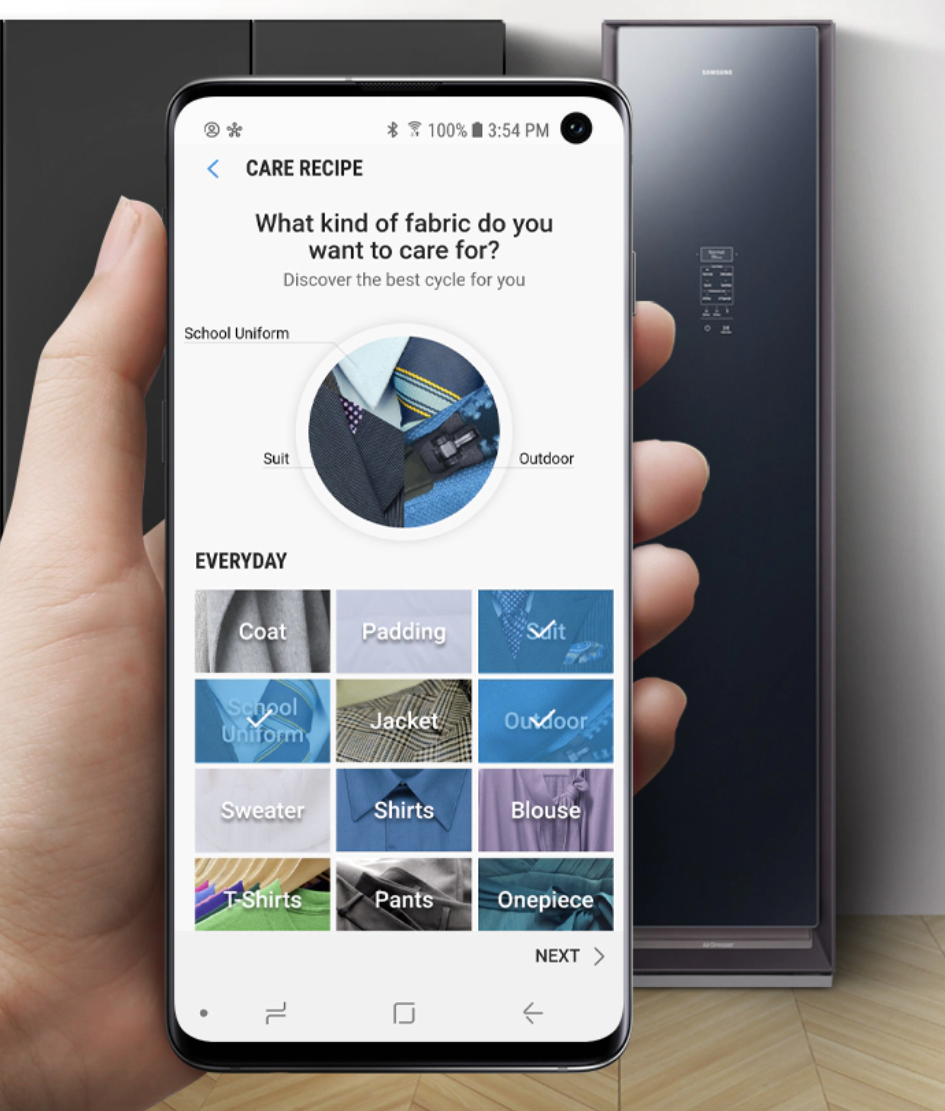 SAMSUNG
100% 3:54 PM
CARE RECIPE
What kind of fabric do you
want to care for?
Discover the best cycle for you
School Uniform
Suit
Outdoor
EVERYDAY
Coat
Padding
Suit
School
Uniform
Jacket
Outdoor
Sweater
Shirts
Blouse
T-Shirts
Pants
Onepiece
AirDresser
NEXT